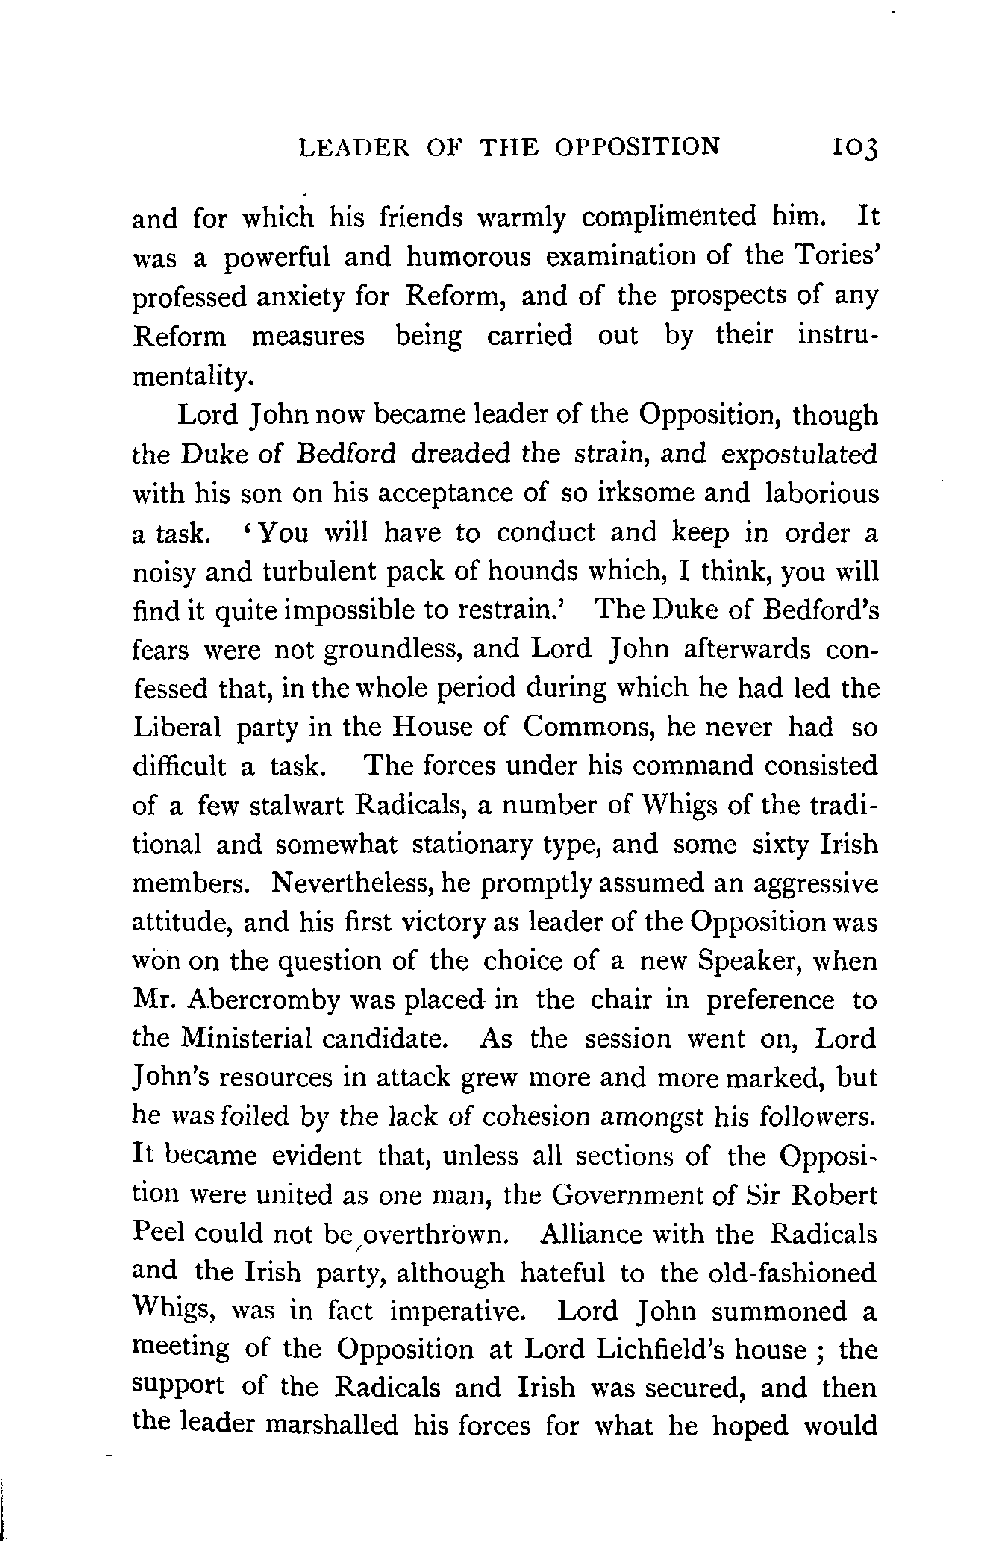 LEADER OF THE OPPOSITION 103
and for which his friends warmly complimented him. It
was a powerful and humorous examination of the Tories'
professed anxiety for Reform, and of the prospects of any
Reform measures being carried out by their instru-
mentality.
Lord John now became leader of the Opposition, though
the Duke of Bedford dreaded the strain, and expostulated
with his son on his acceptance of so irksome and laborious
a task. ‘You will have to conduct and keep in order a
noisy and turbulent pack of hounds which, I think, you will
find it quite impossible to restrain.’ The Duke of Bedford's
fears were not groundless, and Lord John afterwards con-
fessed that, in the whole period during which he had led the
Liberal party in the House of Commons, he never had so
difficult a task. The forces under his command consisted
of a few stalwart Radicals, a number of Whigs of the tradi-
tional and somewhat stationary type, and some sixty Irish
members. Nevertheless, he promptly assumed an aggressive
attitude, and his first victory as leader of the Opposition was
won on the question of the choice of a new Speaker, when
Mr. Abercromby was placed in the chair in preference to
the Ministerial candidate. As the session went on, Lord
John's resources in attack grew more and more marked, but
he was foiled by the lack of cohesion amongst his followers.
It became evident that, unless all sections of the Opposi-
tion were united as one man, the Government of Sir Robert
Peel could not be overthrown. Alliance with the Radicals
and the Irish party, although hateful to the old-fashioned
Whigs, was in fact imperative. Lord John summoned a
meeting of the Opposition at Lord Lichfield's house ; the
support of the Radicals and Irish was secured, and then
the leader marshalled his forces for what he hoped would